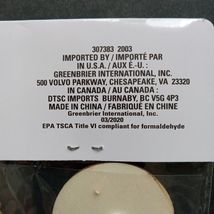 307383 2003
IMPORTED BY / IMPORTÉ PAR
IN U.S.A. / AUX É.U. :
GREENBRIER INTERNATIONAL, INC.
500 VOLVO PARKWAY, CHESAPEAKE, VA 23320
IN CANADA / AU CANADA :
DTSC IMPORTS BURNABY, BC V5G 4P3
MADE IN CHINA / FABRIQUÉ EN CHINE
Greenbrier International, Inc.
03/2020
EPA TSCA Title VI compliant for formaldehyde